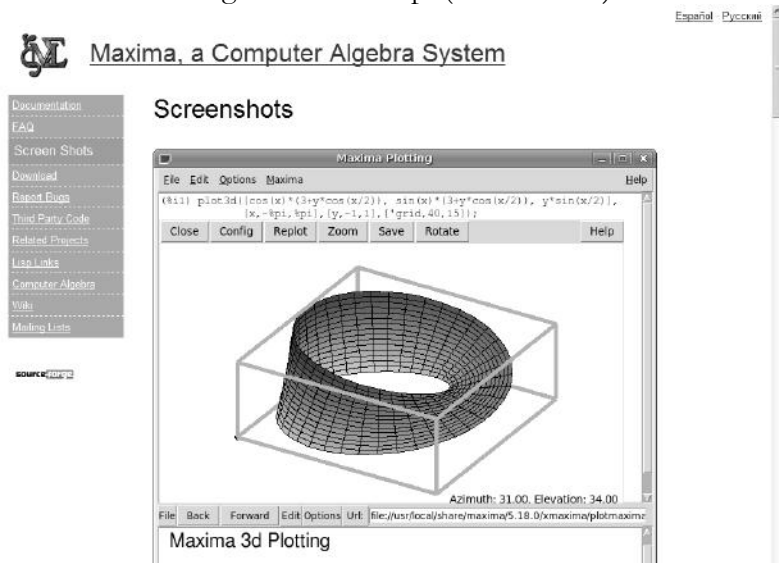 Español - Русский
Maxima, a Computer Algebra System
Documentation
FAQ
Screen Shots
Download
Report Bugs
Third Party Code
Related Projects
Lisp Links
Computer Algebra
Wiki
Mailing Lists
sourceforge
Screenshots
Maxima Plotting
File Edit Options Maxima Help
(%i1) plot3d([cos(x)*(3+y*cos(x/2)), sin(x)*(3+y*cos(x/2)), y*sin(x/2)],
[x,-%pi,%pi],[y,-1,1],['grid,40,15]);
Close Config Replot Zoom Save Rotate Help
Azimuth: 31.00, Elevation: 34.00
File Back Forward Edit Options Url: file://usr/local/share/maxima/5.18.0/xmaxima/plotmaxima
Maxima 3d Plotting